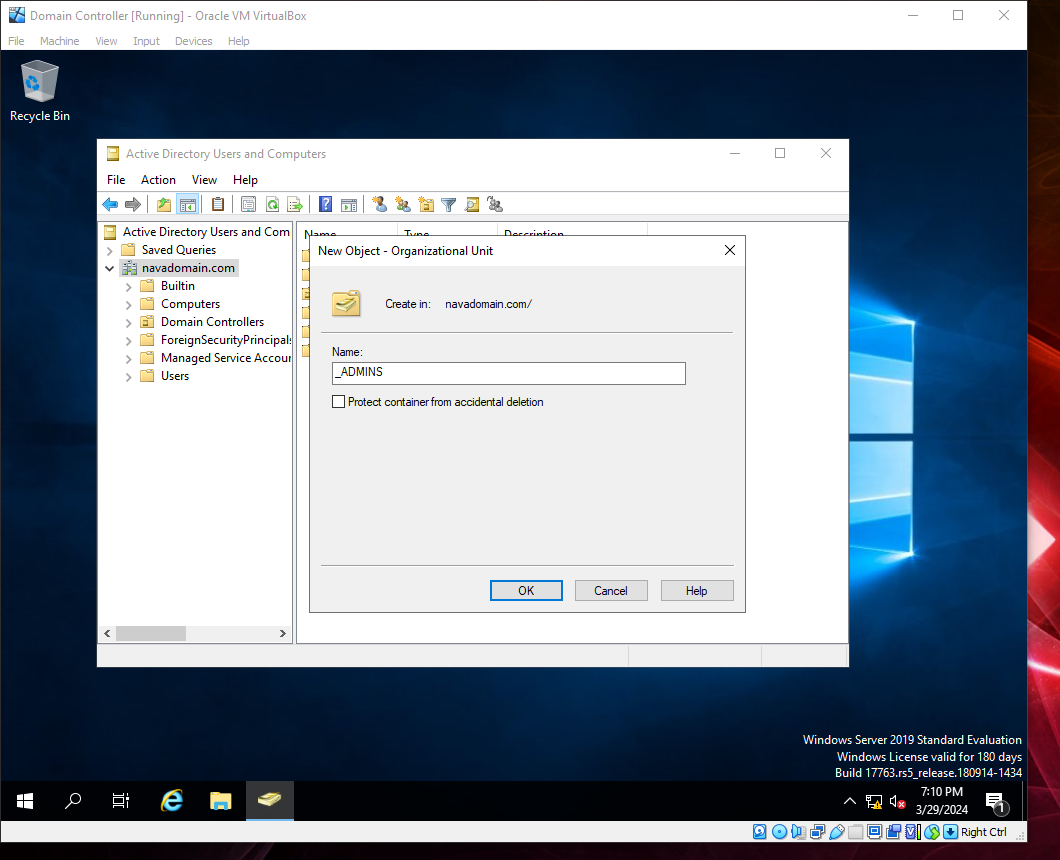 Domain Controller [Running] - Oracle VM VirtualBox
File Machine View Input Devices Help
Recycle Bin
Active Directory Users and Computers
File Action View Help
Active Directory Users and Com
Name Type Description
Saved Queries
navadomain.com
Builtin
Computers
Domain Controllers
ForeignSecurityPrincipals
Managed Service Accour
Users
New Object - Organizational Unit
Create in: navadomain.com/
Name:
_ADMINS
Protect container from accidental deletion
OK Cancel Help
Windows Server 2019 Standard Evaluation
Windows License valid for 180 days
Build 17763.rs5_release.180914-1434
7:10 PM
3/29/2024
1
Right Ctrl